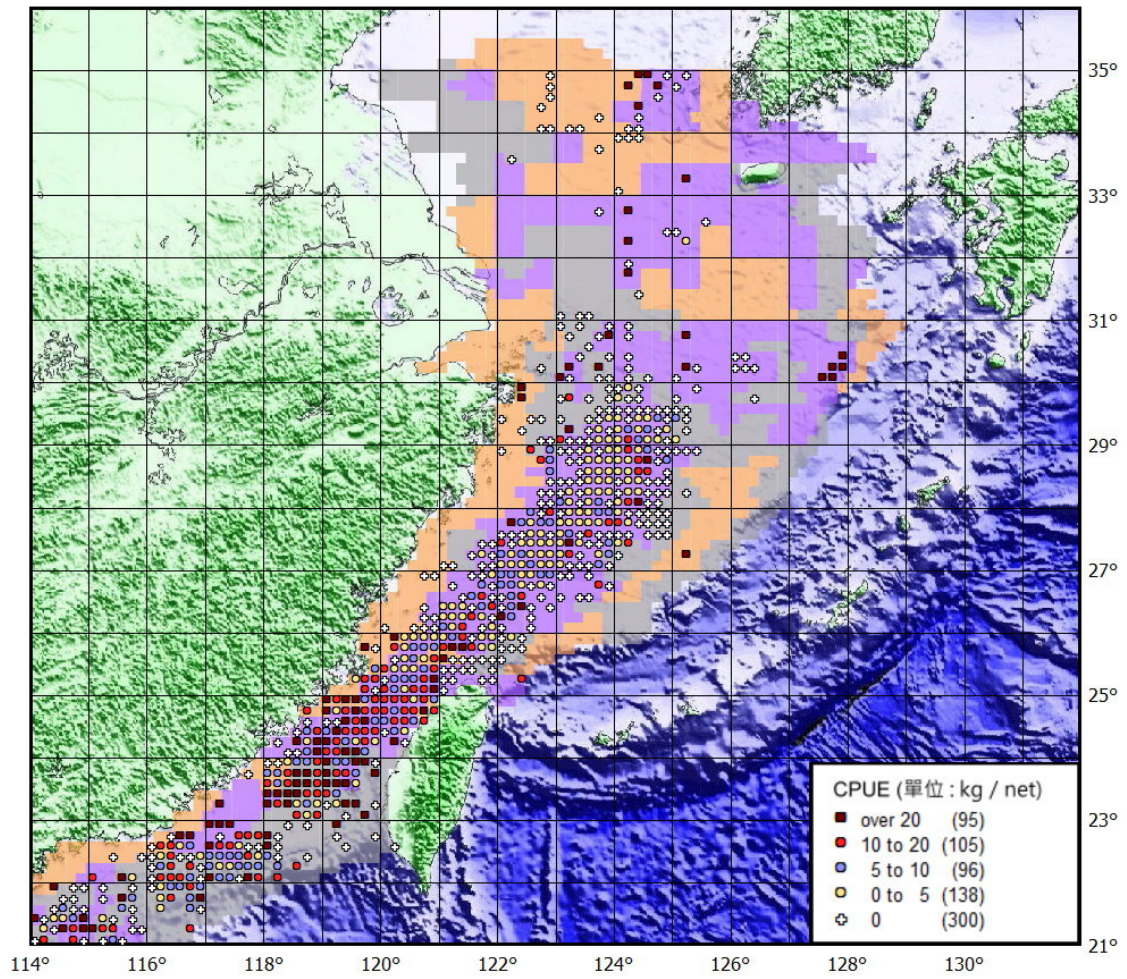 35°
33°
31°
29°
27°
25°
CPUE (單位 : kg / net)
over 20 (95)
10 to 20 (105)
5 to 10 (96)
0 to 5 (138)
0 (300)
23°
21°
114 116 118 120 122 124 126 128 130